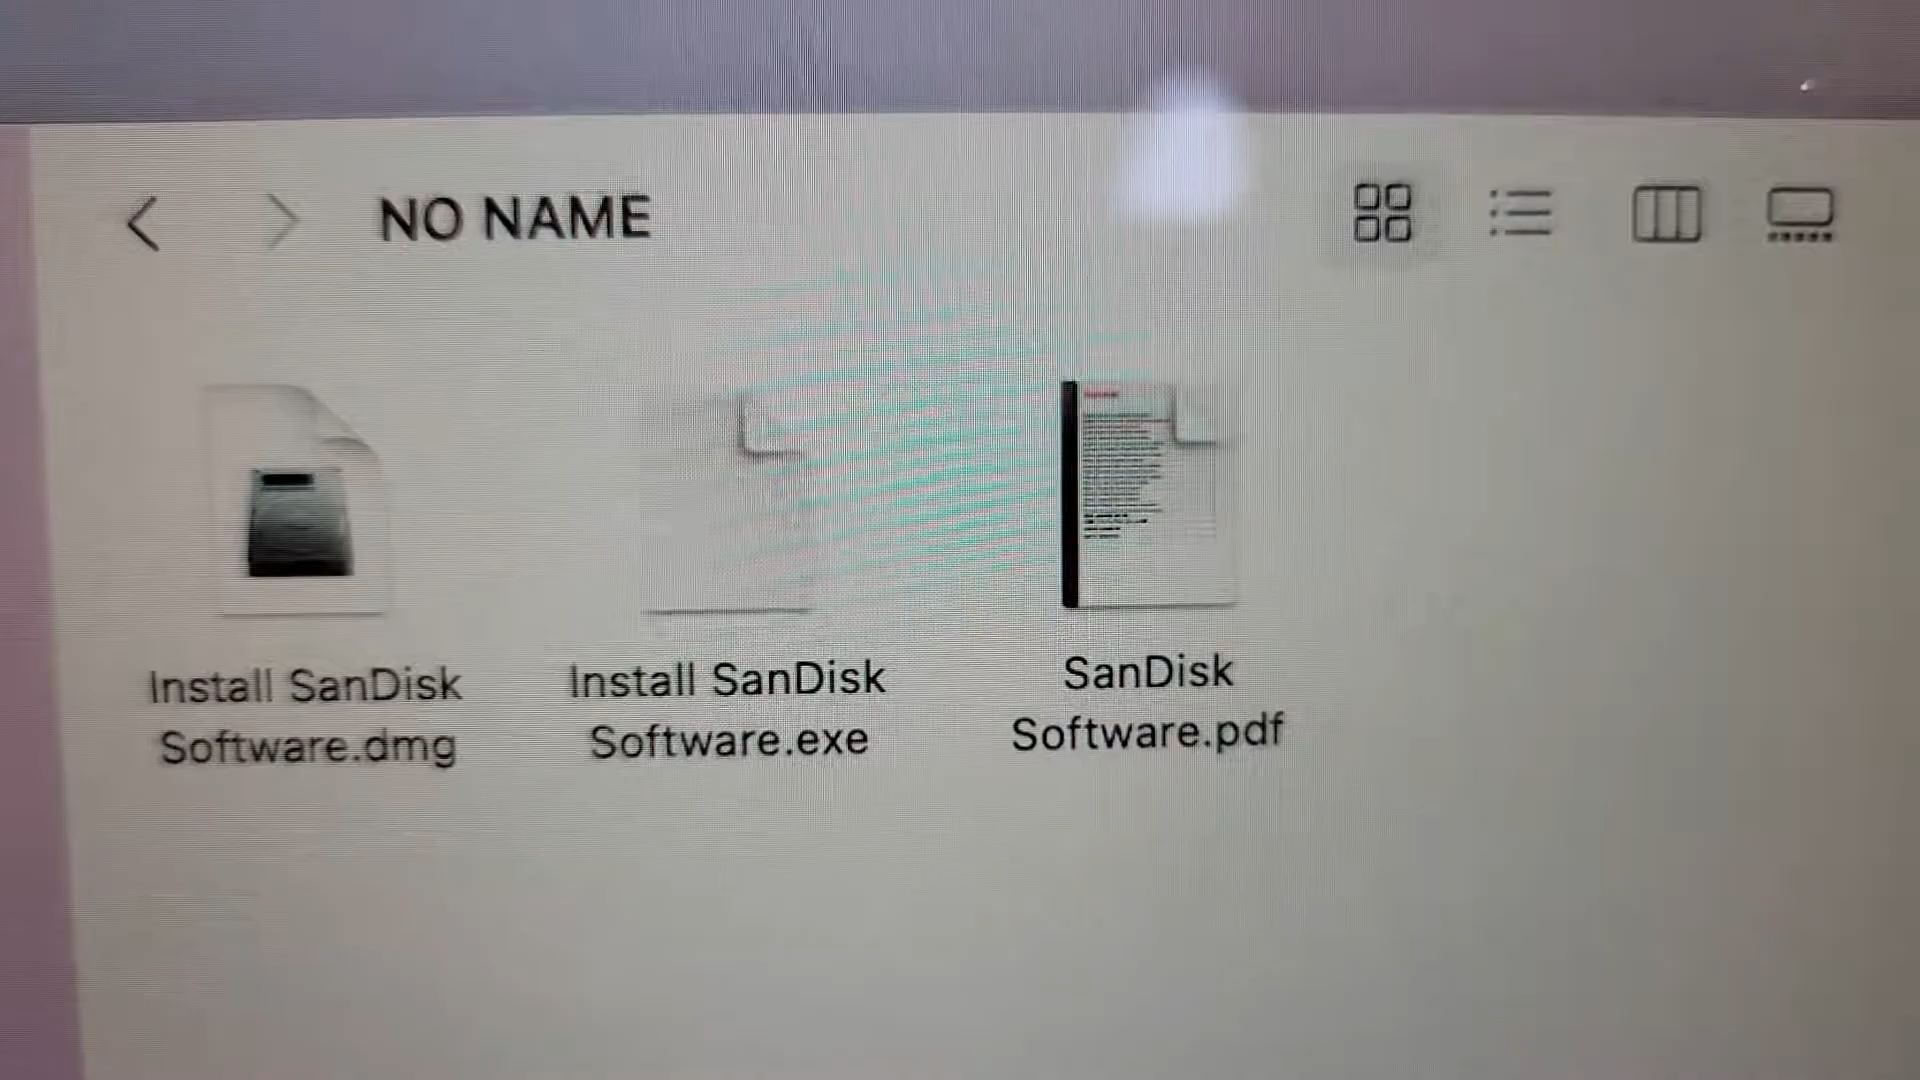 NO NAME
Install SanDisk
Software.dmg
Install SanDisk
Software.exe
SanDisk
Software.pdf